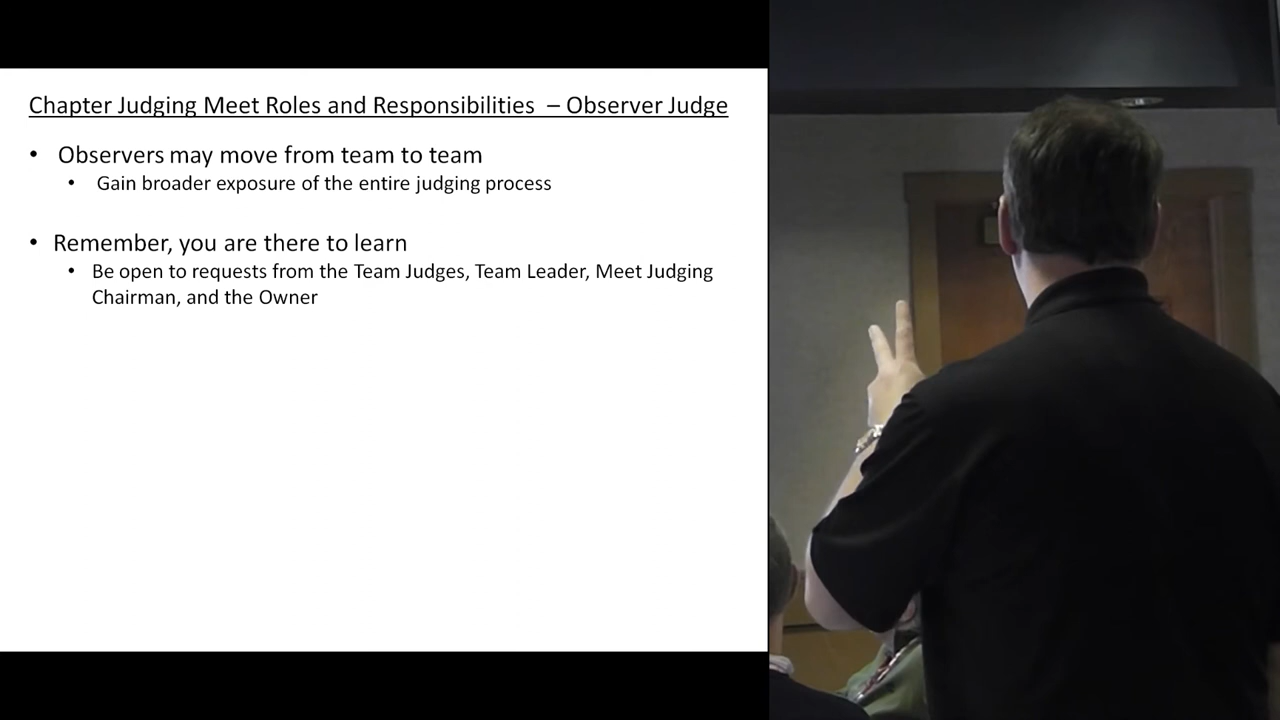 Chapter Judging Meet Roles and Responsibilities – Observer Judge
• Observers may move from team to team
• Gain broader exposure of the entire judging process
• Remember, you are there to learn
• Be open to requests from the Team Judges, Team Leader, Meet Judging
Chairman, and the Owner